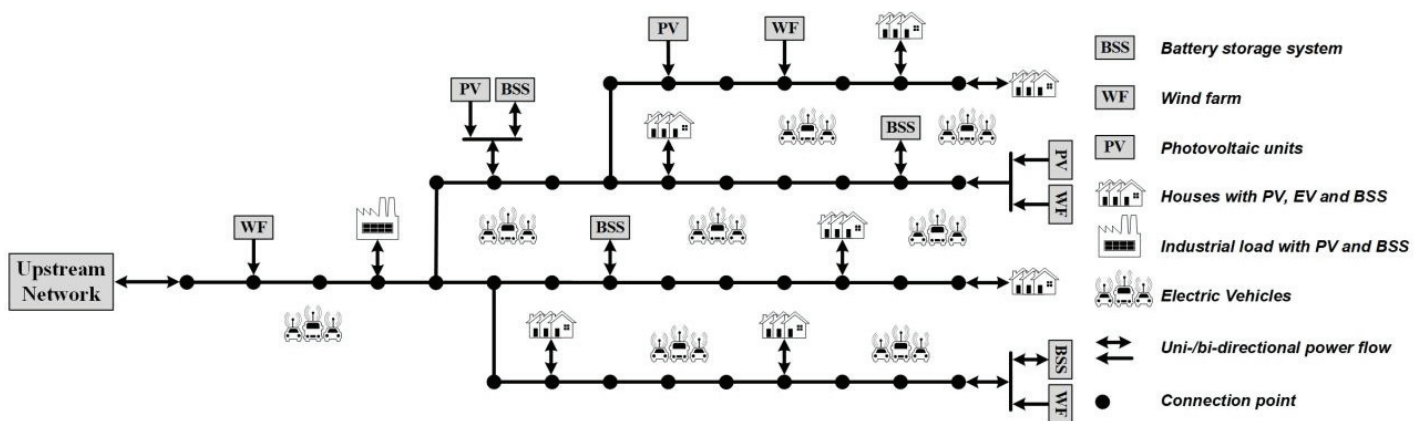 PV
WF
BSS
Battery storage system
PV
BSS
WF
Wind farm
BSS
PV
PV
Photovoltaic units
WF
Houses with PV, EV and BSS
WF
BSS
Industrial load with PV and BSS
Upstream
Network
Electric Vehicles
BSS
Uni-/bi-directional power flow
WF
Connection point